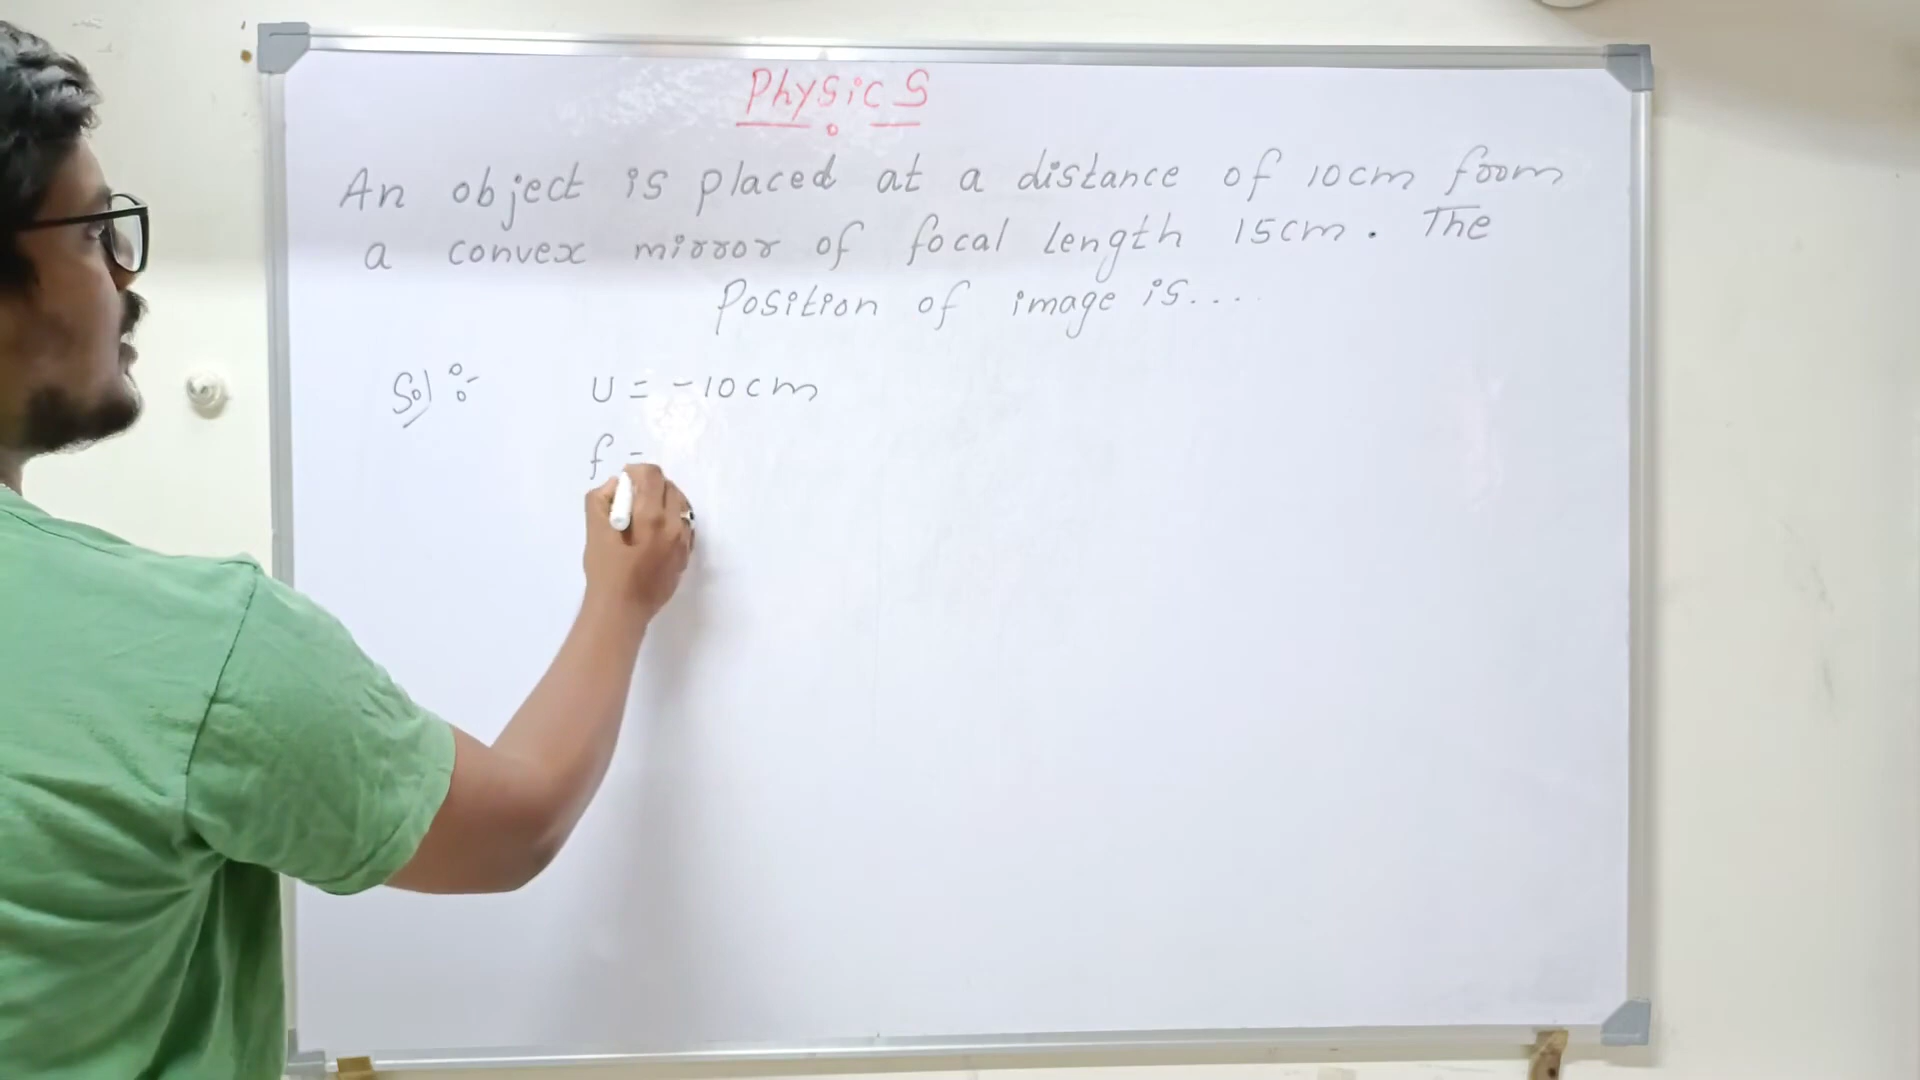 Physics
An object is placed at a distance of 10cm from
a convex mirror of focal length 15cm. The
Position of image is....
Sol:- U = -10cm
f =